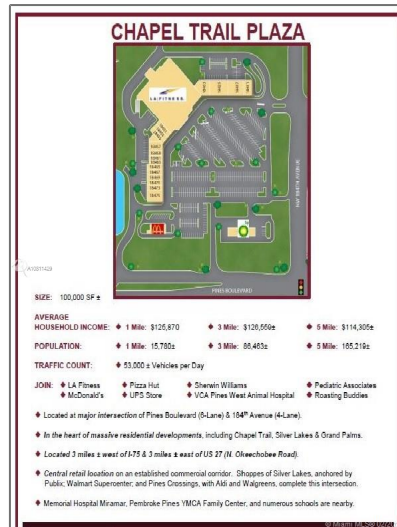 CHAPEL TRAIL PLAZA
LA FITNESS
PINES BOULEVARD
SIZE: 100,000 SF ±
AVERAGE
HOUSEHOLD INCOME: ♦ 1 Mile: $126,870 ♦ 3 Mile: $126,559± ♦ 5 Mile: $114,305±
POPULATION: ♦ 1 Mile: 15,780± ♦ 3 Mile: 86,463± ♦ 5 Mile: 165,219±
TRAFFIC COUNT: ♦ 53,000 ± Vehicles per Day
JOIN: ♦ LA Fitness ♦ Pizza Hut ♦ Sherwin Williams ♦ Pediatric Associates
♦ McDonald's ♦ UPS Store ♦ VCA Pines West Animal Hospital ♦ Roasting Buddies
♦ Located at major intersection of Pines Boulevard (6-Lane) & 184th Avenue (4-Lane).
♦ In the heart of massive residential developments, including Chapel Trail, Silver Lakes & Grand Palms.
♦ Located 3 miles ± west of I-75 & 3 miles ± east of US 27 (N. Okeechobee Road).
♦ Central retail location on an established commercial corridor. Shoppes of Silver Lakes, anchored by
Publix; Walmart Supercenter; and Pines Crossing, with Aldi and Walgreens, complete this intersection.
♦ Memorial Hospital Miramar, Pembroke Pines YMCA Family Center, and numerous schools are nearby.